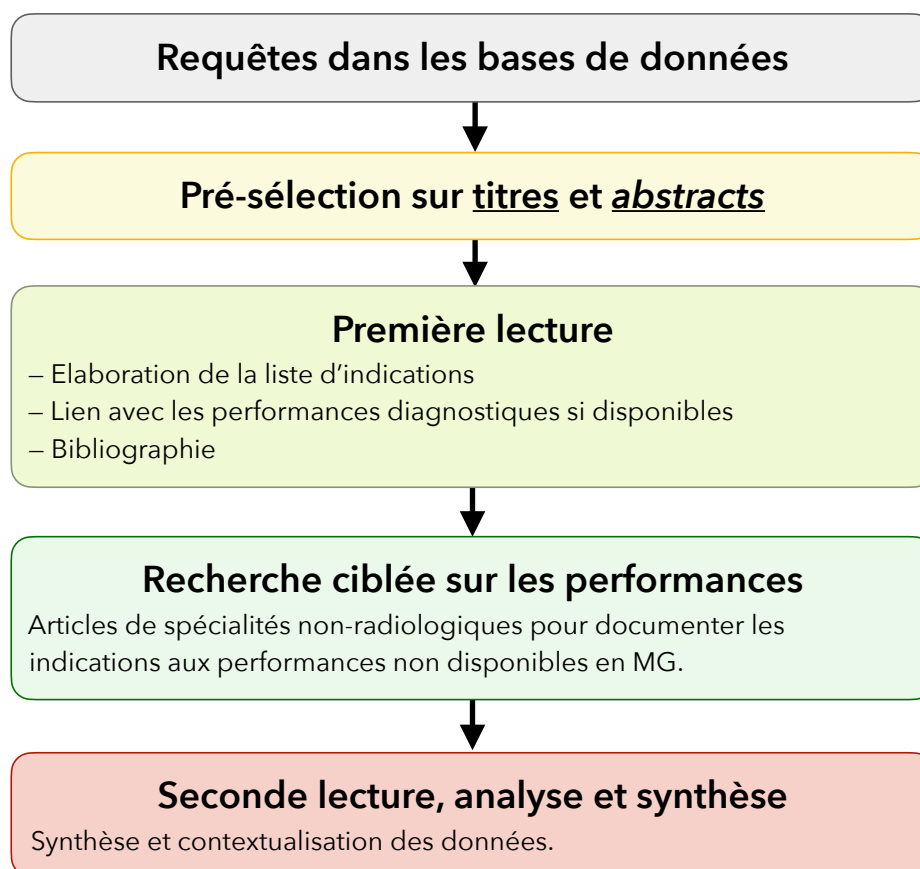 Requêtes dans les bases de données
Pré-sélection sur titres et abstracts
Première lecture
– Elaboration de la liste d’indications
– Lien avec les performances diagnostiques si disponibles
– Bibliographie
Recherche ciblée sur les performances
Articles de spécialités non-radiologiques pour documenter les
indications aux performances non disponibles en MG.
Seconde lecture, analyse et synthèse
Synthèse et contextualisation des données.